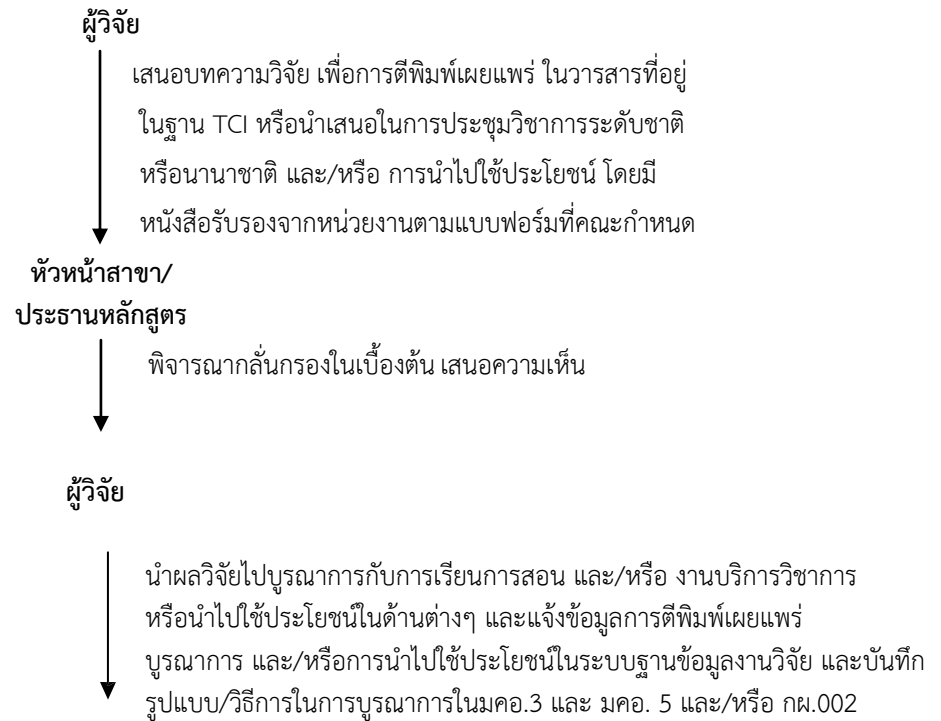 ผู้วิจัย
เสนอบทความวิจัย เพื่อการตีพิมพ์เผยแพร่ ในวารสารที่อยู่
ในฐาน TCI หรือนำเสนอในการประชุมวิชาการระดับชาติ
หรือนานาชาติ และ/หรือ การนำไปใช้ประโยชน์ โดยมี
หนังสือรับรองจากหน่วยงานตามแบบฟอร์มที่คณะกำหนด
หัวหน้าสาขา/
ประธานหลักสูตร
พิจารณากลั่นกรองในเบื้องต้น เสนอความเห็น
ผู้วิจัย
นำผลวิจัยไปบูรณาการกับการเรียนการสอน และ/หรือ งานบริการวิชาการ
หรือนำไปใช้ประโยชน์ในด้านต่างๆ และแจ้งข้อมูลการตีพิมพ์เผยแพร่
บูรณาการ และ/หรือการนำไปใช้ประโยชน์ในระบบฐานข้อมูลงานวิจัย และบันทึก
รูปแบบ/วิธีการในการบูรณาการในมคอ.3 และ มคอ. 5 และ/หรือ กผ.002